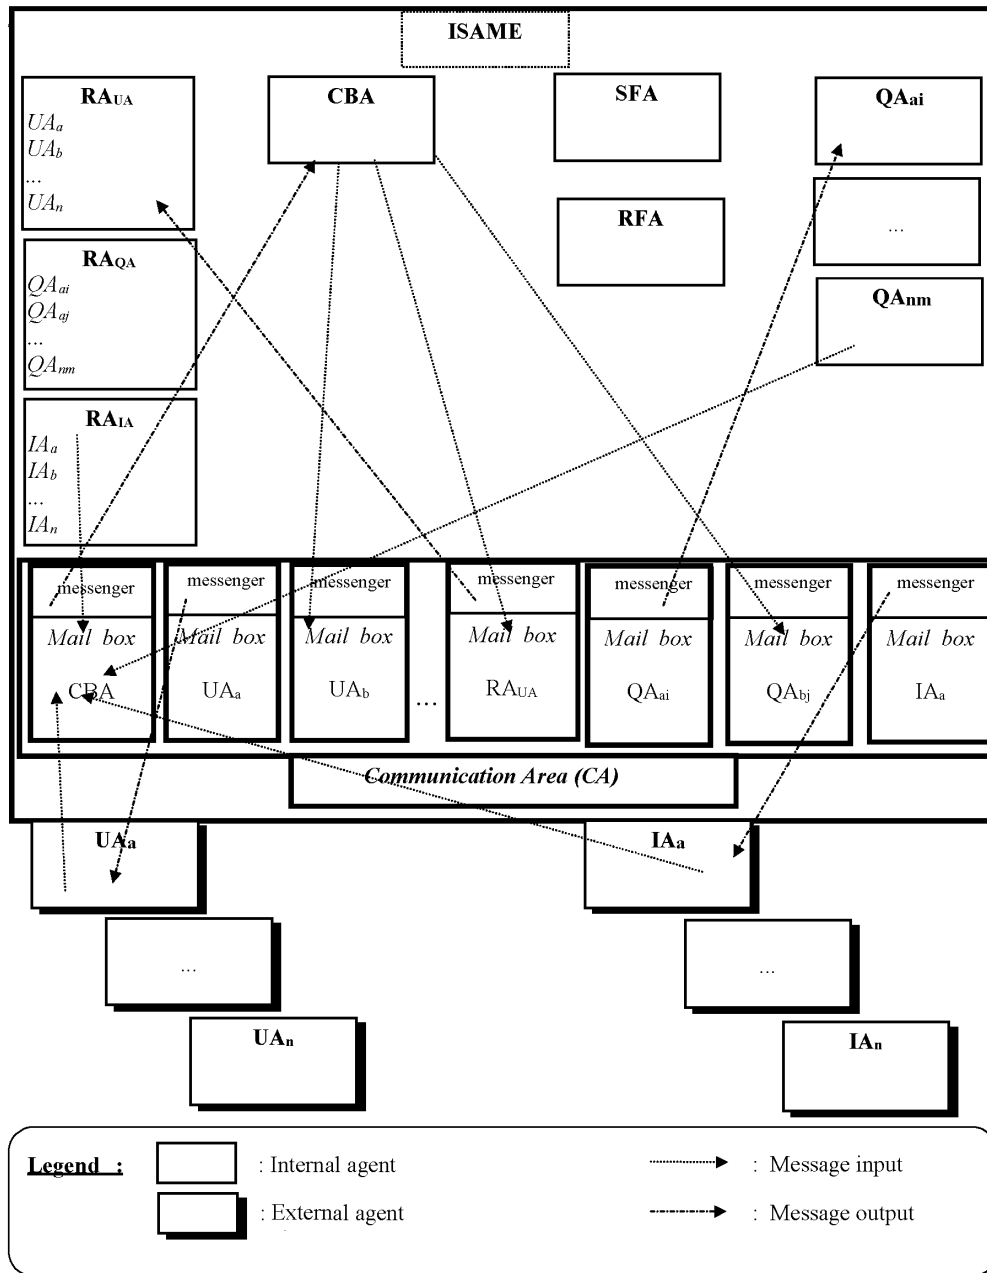 ISAME
RAUA
UAa
UAb
...
UAn
CBA
SFA
QAai
RFA
...
RAQA
QAai
QAaj
...
QAnm
QAnm
RAIA
IAa
IAb
...
IAn
messenger
Mail box
CBA
messenger
Mail box
UAa
messenger
Mail box
UAb
...
messenger
Mail box
RAUA
messenger
Mail box
QAai
messenger
Mail box
QAbj
messenger
Mail box
IAa
Communication Area (CA)
UAa
...
UAn
IAa
...
IAn
Legend :
: Internal agent
: External agent
: Message input
: Message output